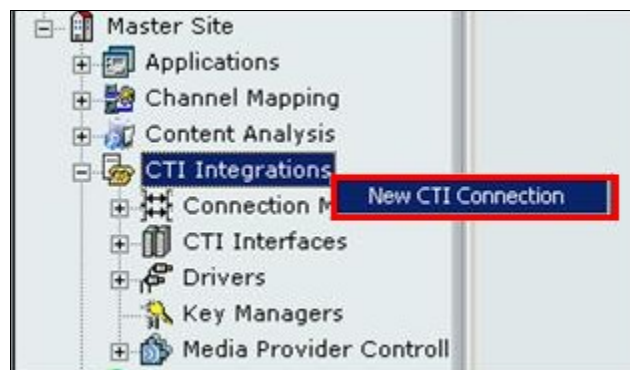 Master Site
Applications
Channel Mapping
Content Analysis
CTI Integrations
New CTI Connection
Connection M
CTI Interfaces
Drivers
Key Managers
Media Provider Controll